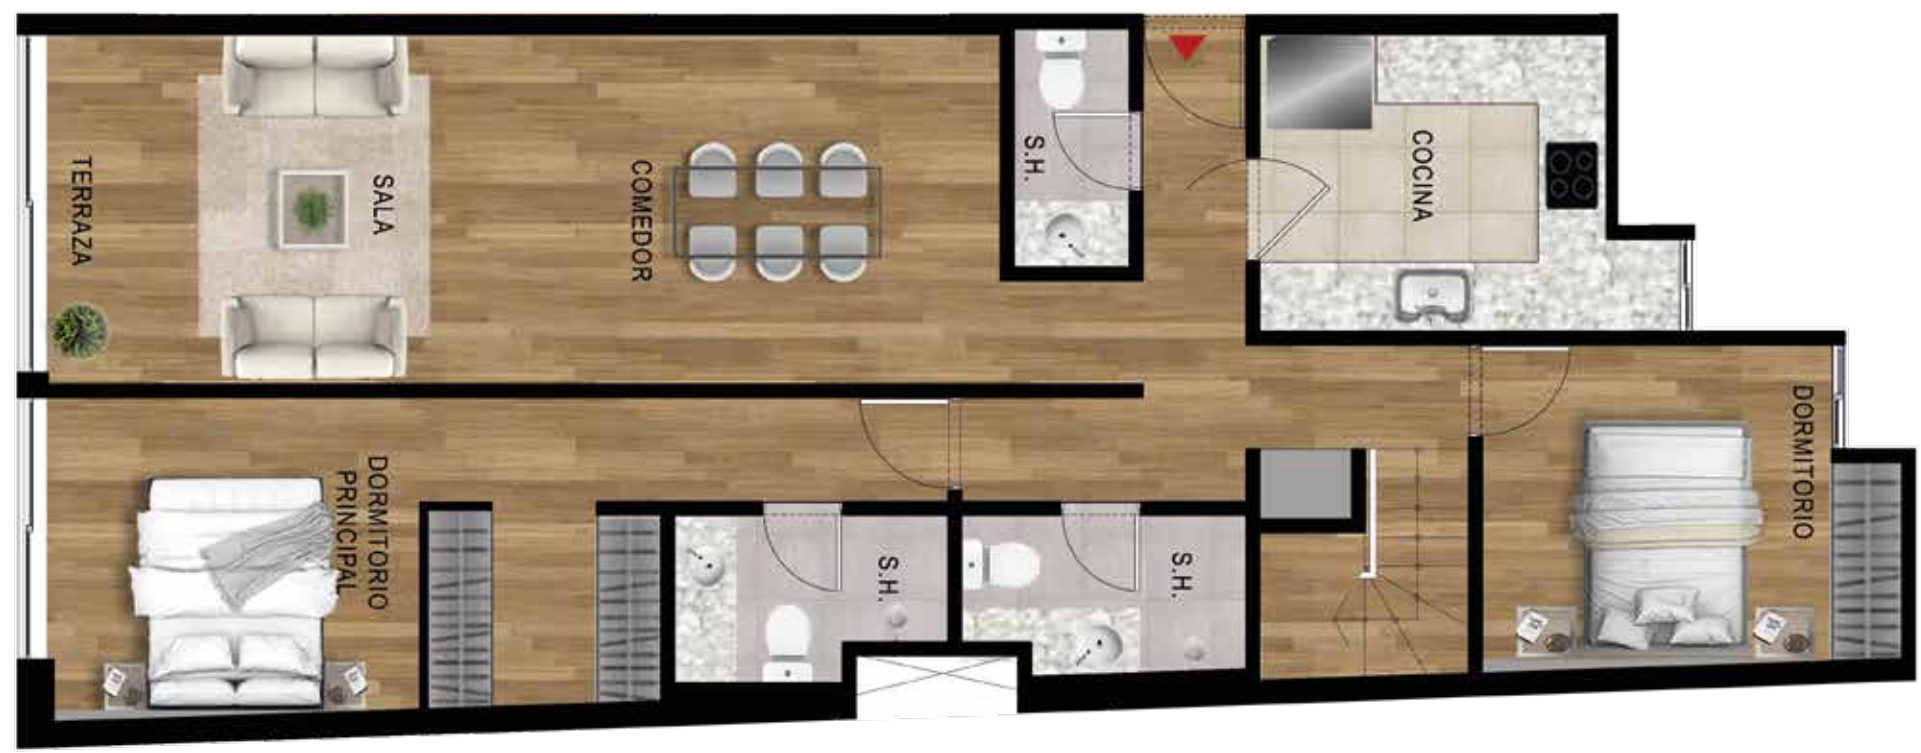 TERRAZA
SALA
COMEDOR
S.H.
COCINA
DORMITORIO
PRINCIPAL
S.H.
S.H.
DORMITORIO